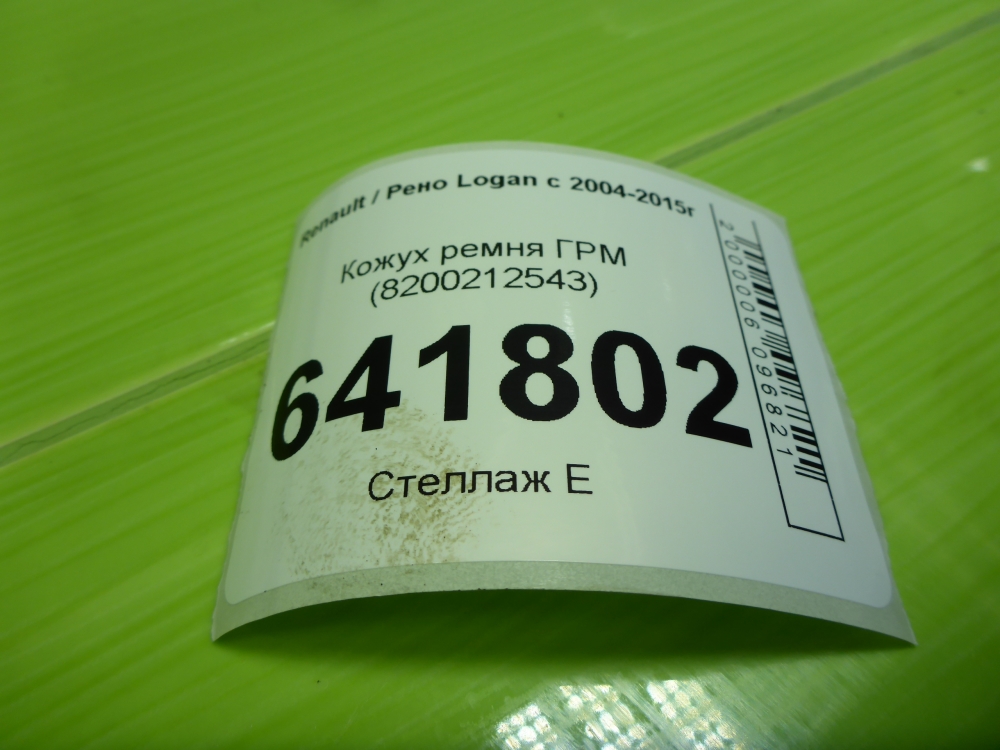 Renault / Рено Logan с 2004-2015г
Кожух ремня ГРМ
(8200212543)
641802
Стеллаж Е
2000006096821